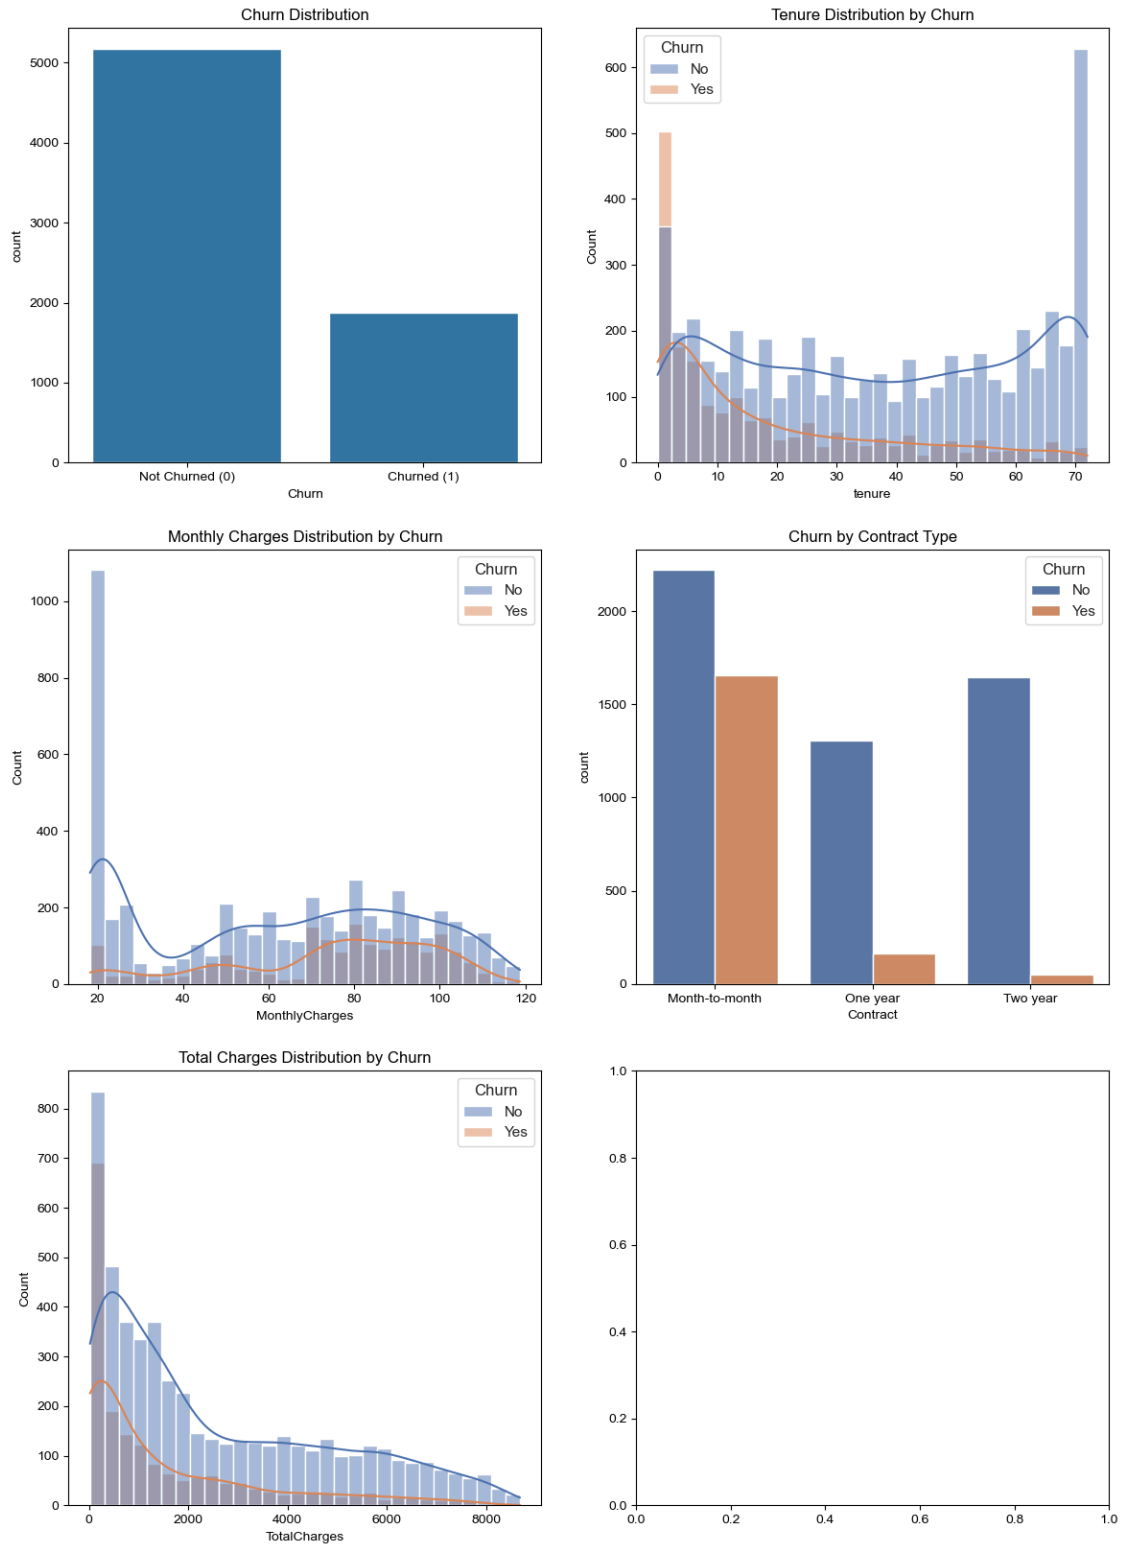 Churn Distribution
5000
4000
3000
2000
1000
0
count
Not Churned (0) Churned (1)
Churn
Tenure Distribution by Churn
Churn
No
Yes
600
500
400
300
200
100
0
Count
0 10 20 30 40 50 60 70
tenure
Monthly Charges Distribution by Churn
Churn
No
Yes
1000
800
600
400
200
0
Count
20 40 60 80 100 120
MonthlyCharges
Churn by Contract Type
Churn
No
Yes
2000
1500
1000
500
0
count
Month-to-month One year Two year
Contract
Total Charges Distribution by Churn
Churn
No
Yes
800
700
600
500
400
300
200
100
0
Count
0 2000 4000 6000 8000
TotalCharges
1.0
0.8
0.6
0.4
0.2
0.0
0.0 0.2 0.4 0.6 0.8 1.0